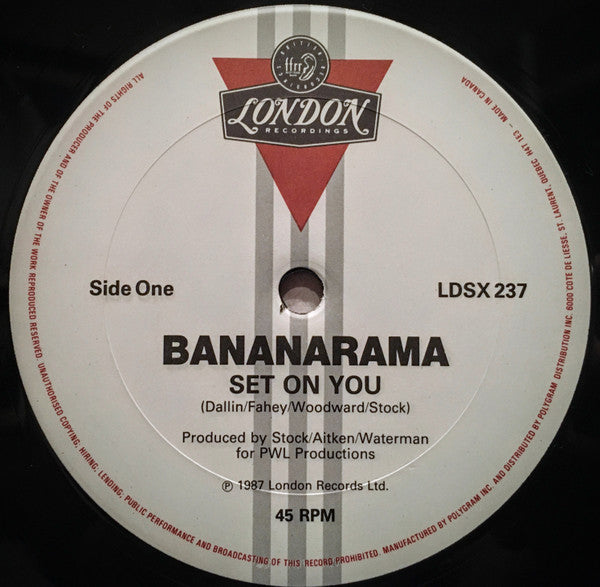 BRITISH
ffrr
LONDON
RECORDINGS
Side One
LDSX 237
BANANARAMA
SET ON YOU
(Dallin/Fahey/Woodward/Stock)
Produced by Stock/Aitken/Waterman
for PWL Productions
℗ 1987 London Records Ltd.
45 RPM
ALL RIGHTS OF THE PRODUCER AND OF THE OWNER OF THE WORK REPRODUCED RESERVED. UNAUTHORISED COPYING, HIRING, LENDING, PUBLIC PERFORMANCE AND BROADCASTING OF THIS RECORD PROHIBITED. MANUFACTURED BY POLYGRAM INC. AND DISTRIBUTED BY POLYGRAM DISTRIBUTION INC. 6000 COTE DE LIESSE, ST. LAURENT, QUEBEC H4T 1E3 – MADE IN CANADA